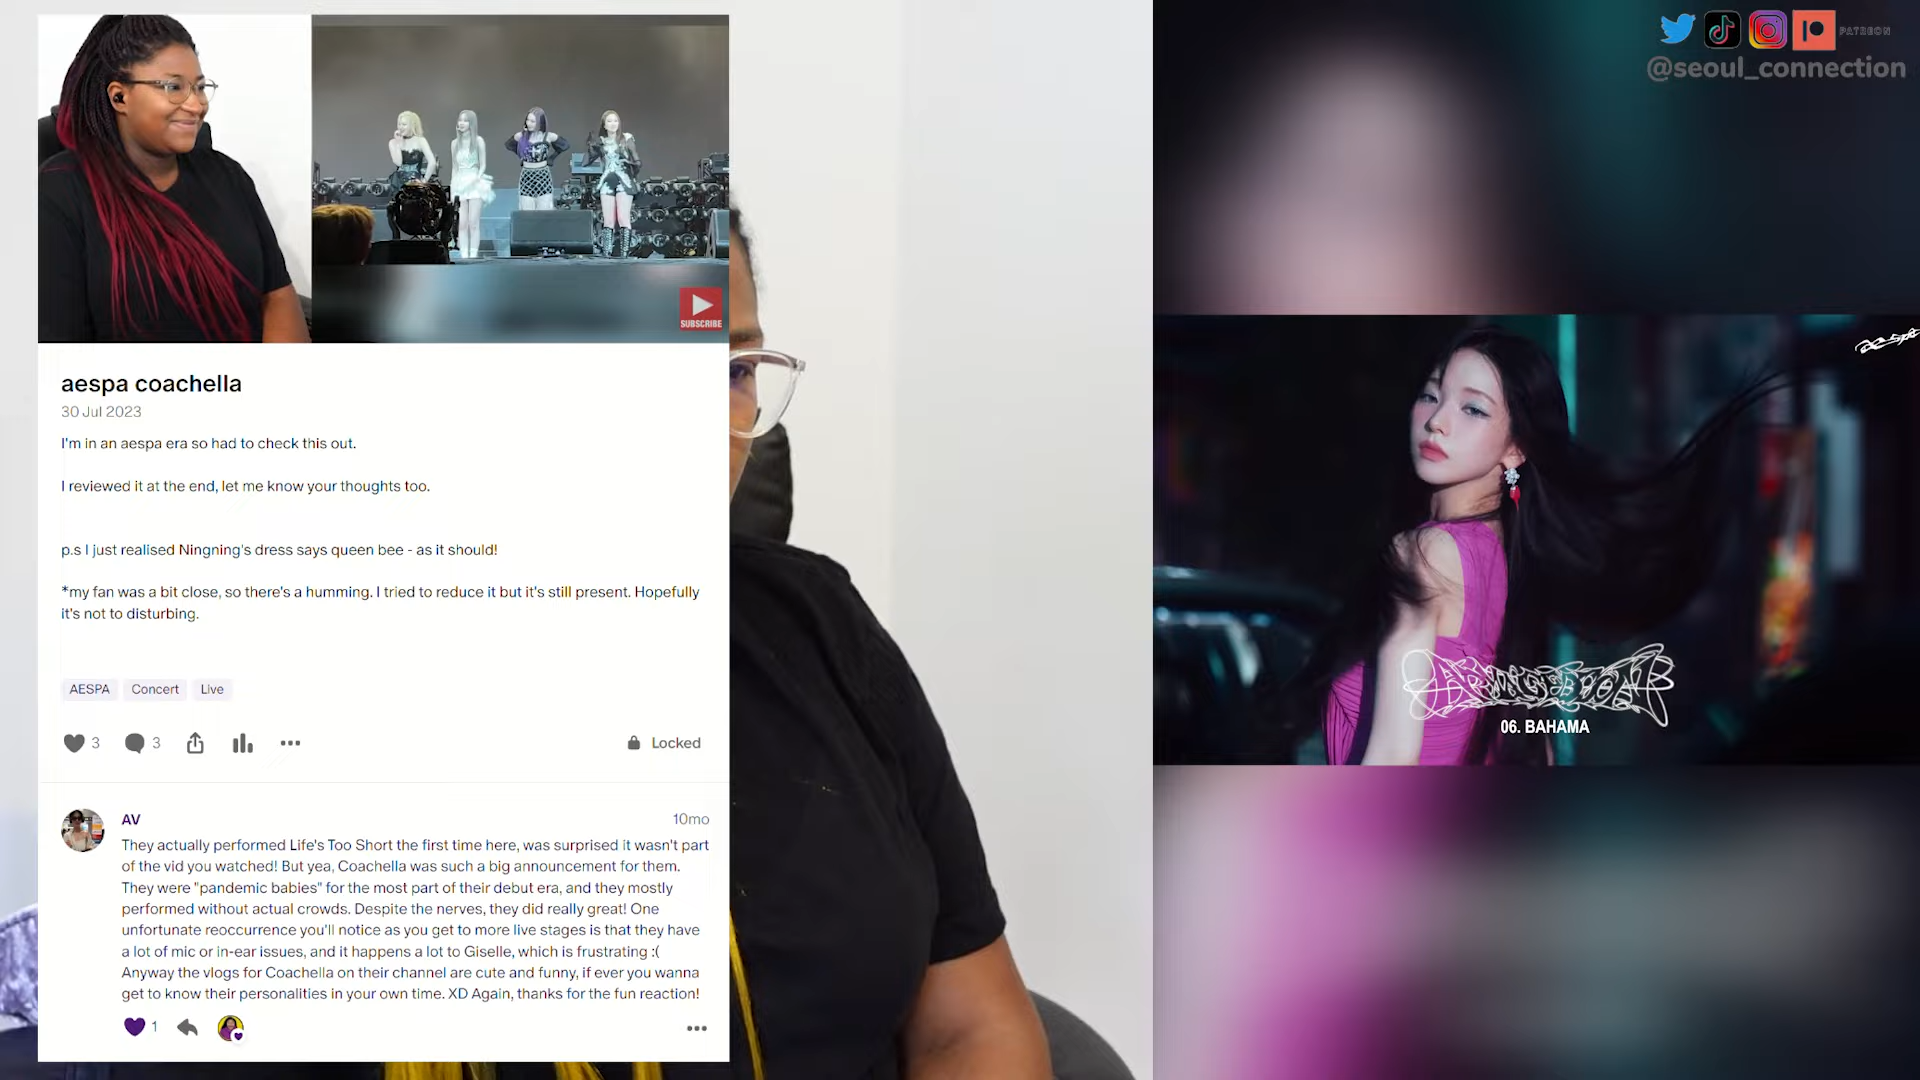 PATREON
@seoul_connection
SUBSCRIBE
aespa coachella
30 Jul 2023
I'm in an aespa era so had to check this out.
I reviewed it at the end, let me know your thoughts too.
p.s I just realised Ningning's dress says queen bee - as it should!
*my fan was a bit close, so there's a humming. I tried to reduce it but it's still present. Hopefully
it's not to disturbing.
AESPA
Concert
Live
3
3
Locked
AV
10mo
They actually performed Life's Too Short the first time here, was surprised it wasn't part
of the vid you watched! But yea, Coachella was such a big announcement for them.
They were "pandemic babies" for the most part of their debut era, and they mostly
performed without actual crowds. Despite the nerves, they did really great! One
unfortunate reoccurrence you'll notice as you get to more live stages is that they have
a lot of mic or in-ear issues, and it happens a lot to Giselle, which is frustrating :(
Anyway the vlogs for Coachella on their channel are cute and funny, if ever you wanna
get to know their personalities in your own time. XD Again, thanks for the fun reaction!
1
aespa
ARMAGEDDON
06. BAHAMA